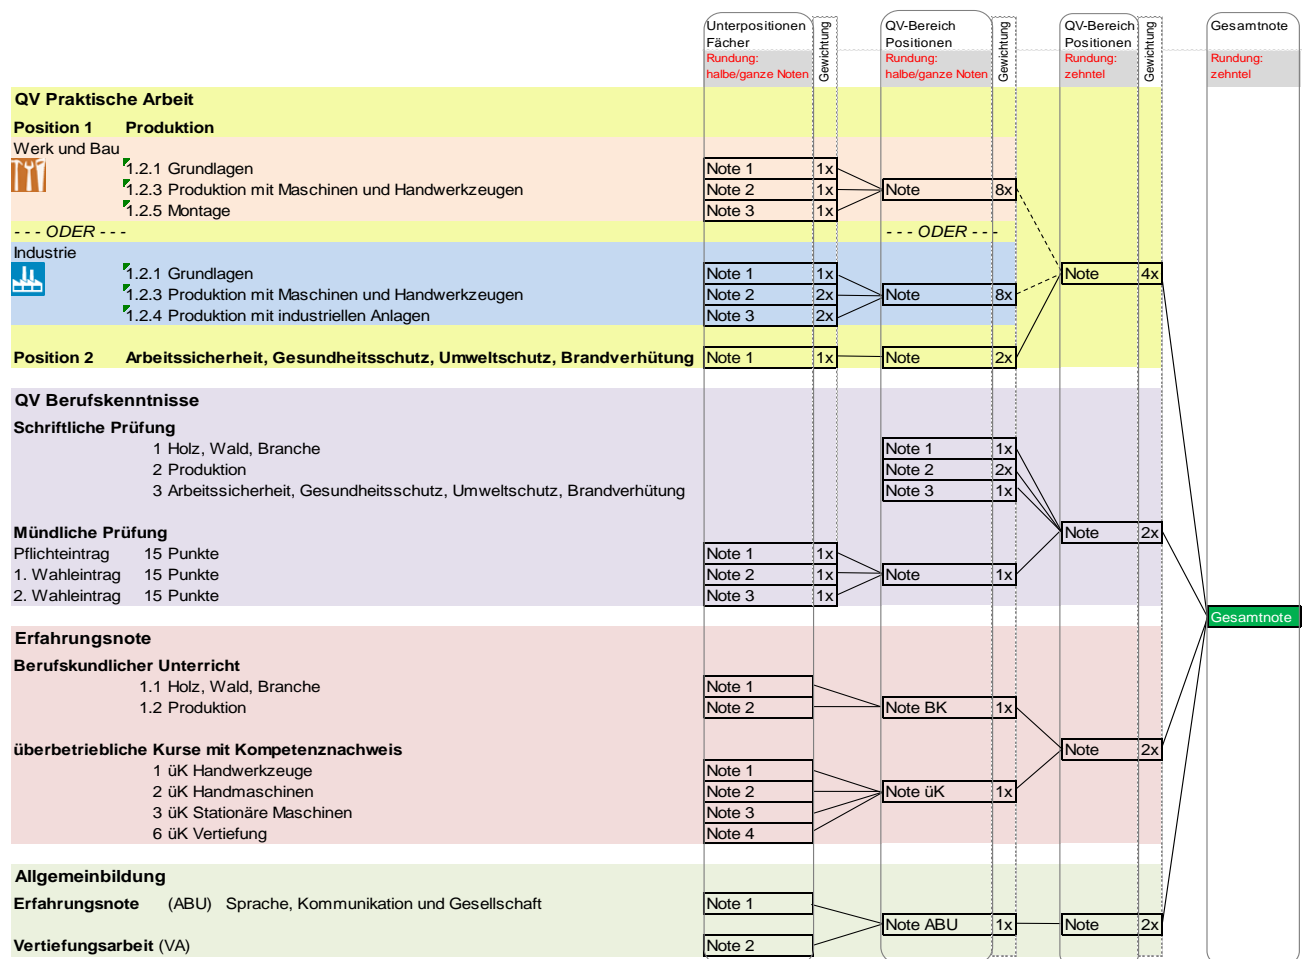 Unterpositionen Fächer Gewichtung QV-Bereich Positionen Gewichtung QV-Bereich Positionen Gewichtung Gesamtnote
Rundung: halbe/ganze Noten Rundung: halbe/ganze Noten Rundung: zehntel Rundung: zehntel
QV Praktische Arbeit
Position 1 Produktion
Werk und Bau
1.2.1 Grundlagen Note 1 1x
1.2.3 Produktion mit Maschinen und Handwerkzeugen Note 2 1x Note 8x
1.2.5 Montage Note 3 1x
- - - ODER - - - - - - ODER - - -
Industrie
1.2.1 Grundlagen Note 1 1x Note 4x
1.2.3 Produktion mit Maschinen und Handwerkzeugen Note 2 2x Note 8x
1.2.4 Produktion mit industriellen Anlagen Note 3 2x
Position 2 Arbeitssicherheit, Gesundheitsschutz, Umweltschutz, Brandverhütung Note 1 1x Note 2x
QV Berufskenntnisse
Schriftliche Prüfung
1 Holz, Wald, Branche Note 1 1x
2 Produktion Note 2 2x
3 Arbeitssicherheit, Gesundheitsschutz, Umweltschutz, Brandverhütung Note 3 1x
Mündliche Prüfung Note 2x
Pflichteintrag 15 Punkte Note 1 1x
1. Wahleintrag 15 Punkte Note 2 1x Note 1x
2. Wahleintrag 15 Punkte Note 3 1x
Gesamtnote
Erfahrungsnote
Berufskundlicher Unterricht
1.1 Holz, Wald, Branche Note 1
1.2 Produktion Note 2 Note BK 1x
überbetriebliche Kurse mit Kompetenznachweis Note 2x
1 üK Handwerkzeuge Note 1
2 üK Handmaschinen Note 2 Note üK 1x
3 üK Stationäre Maschinen Note 3
6 üK Vertiefung Note 4
Allgemeinbildung
Erfahrungsnote (ABU) Sprache, Kommunikation und Gesellschaft Note 1
Note ABU 1x Note 2x
Vertiefungsarbeit (VA) Note 2